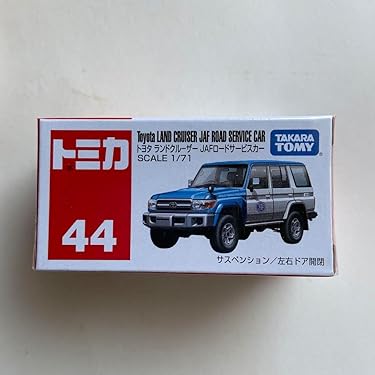 Toyota LAND CRUISER JAF ROAD SERVICE CAR
トヨタ ランドクルーザー JAFロードサービスカー
SCALE 1/71
TAKARA
TOMY
トミカ
44
サスペンション／左右ドア開閉